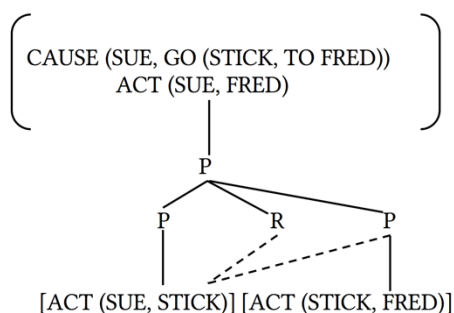 CAUSE (SUE, GO (STICK, TO FRED))
ACT (SUE, FRED)
P
P R P
[ACT (SUE, STICK)] [ACT (STICK, FRED)]